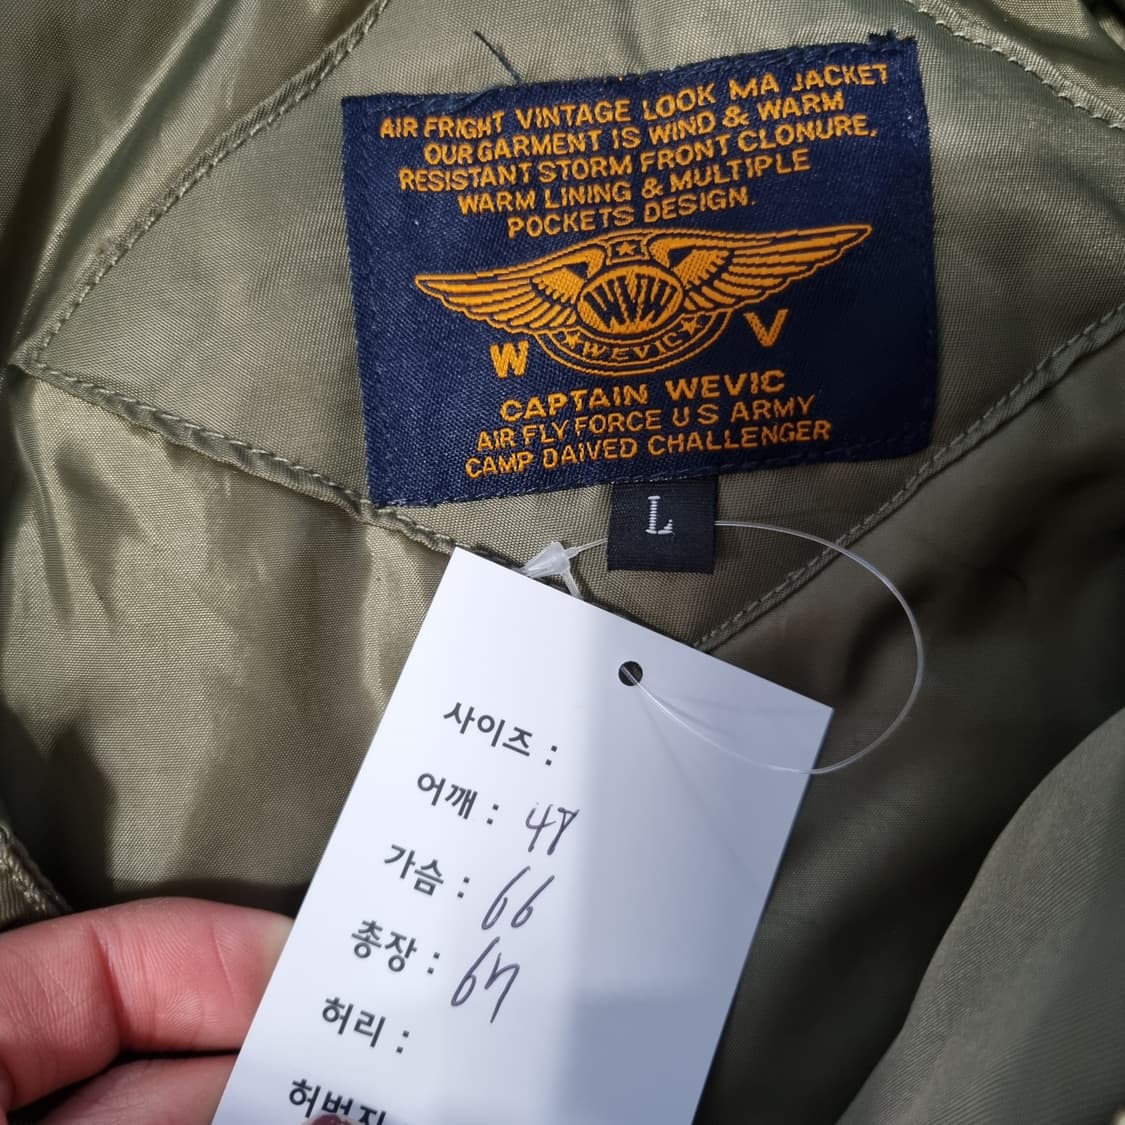 AIR FRIGHT VINTAGE LOOK MA JACKET
OUR GARMENT IS WIND & WARM
RESISTANT STORM FRONT CLONURE,
WARM LINING & MULTIPLE
POCKETS DESIGN.
WVW
WEVIC
W V
CAPTAIN WEVIC
AIR FLY FORCE U S ARMY
CAMP DAIVED CHALLENGER
L
사이즈 :
어깨 :
가슴 : 66
총장 : 67
허리 :